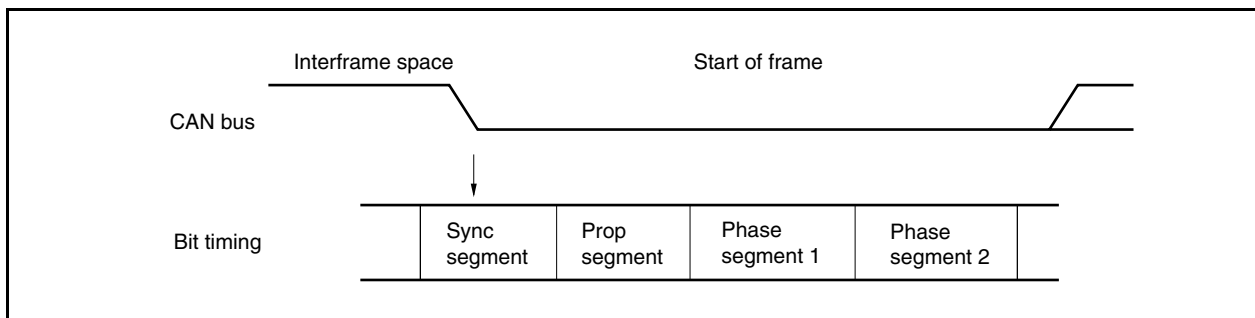 Interframe space
Start of frame
CAN bus
Bit timing
Sync
segment
Prop
segment
Phase
segment 1
Phase
segment 2